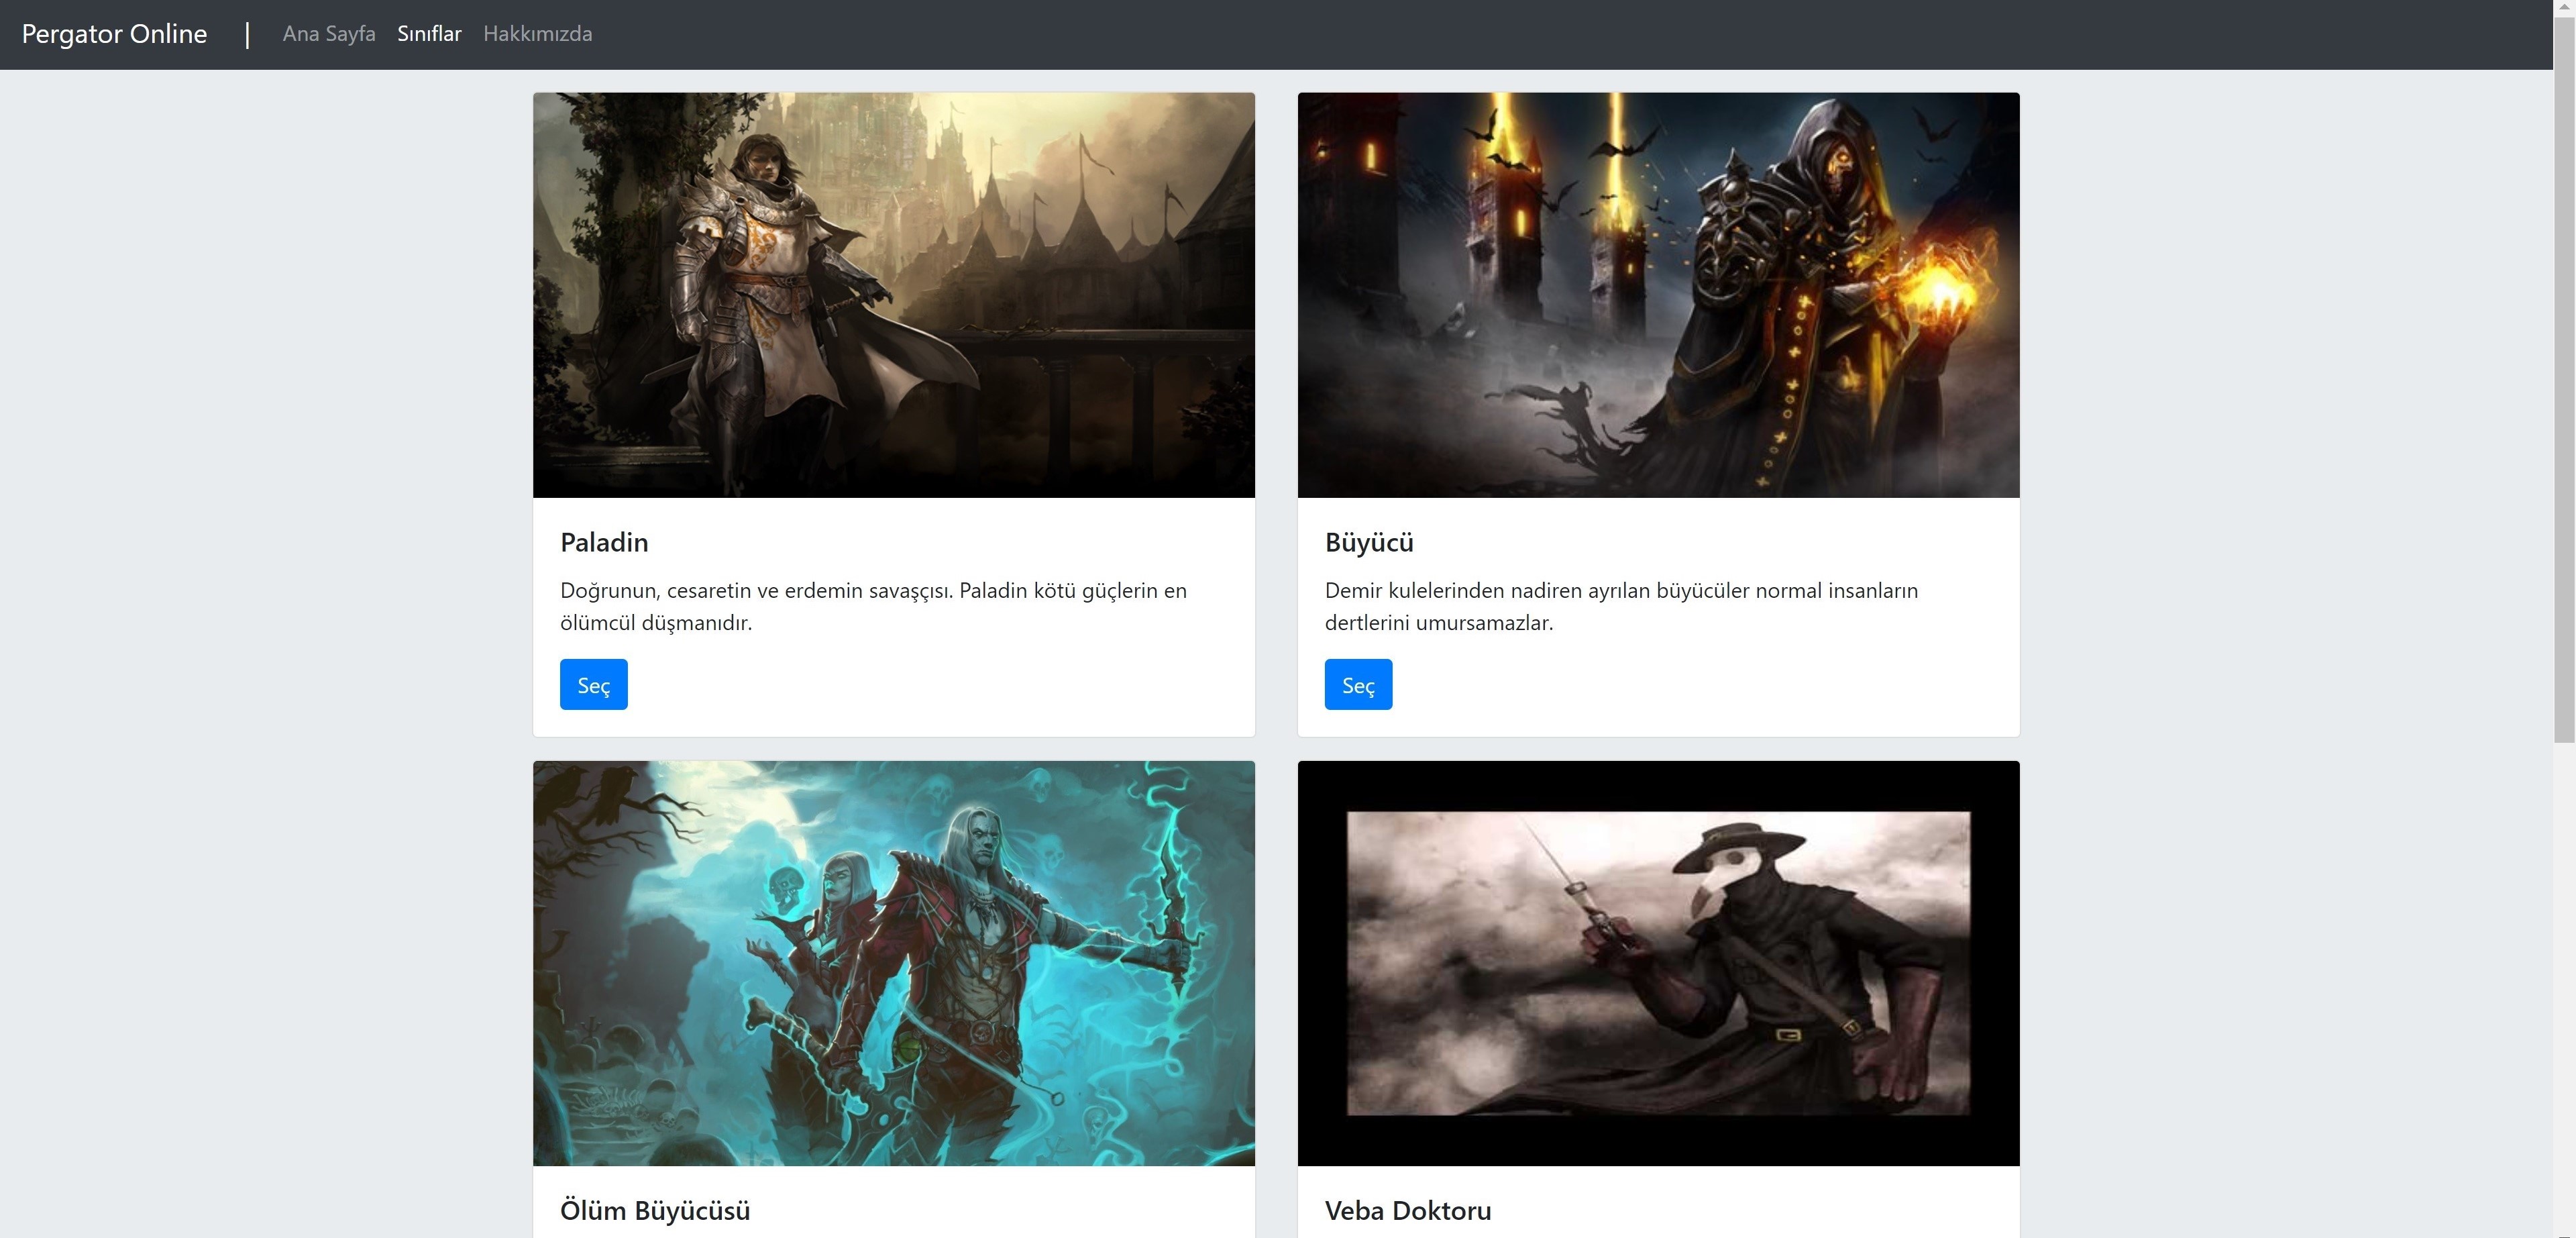 Pergator Online | Ana Sayfa Sınıflar Hakkımızda
Paladin
Doğrunun, cesaretin ve erdemin savaşçısı. Paladin kötü güçlerin en
ölümcül düşmanıdır.
Seç
Büyücü
Demir kulelerinden nadiren ayrılan büyücüler normal insanların
dertlerini umursamazlar.
Seç
Ölüm Büyücüsü
Veba Doktoru